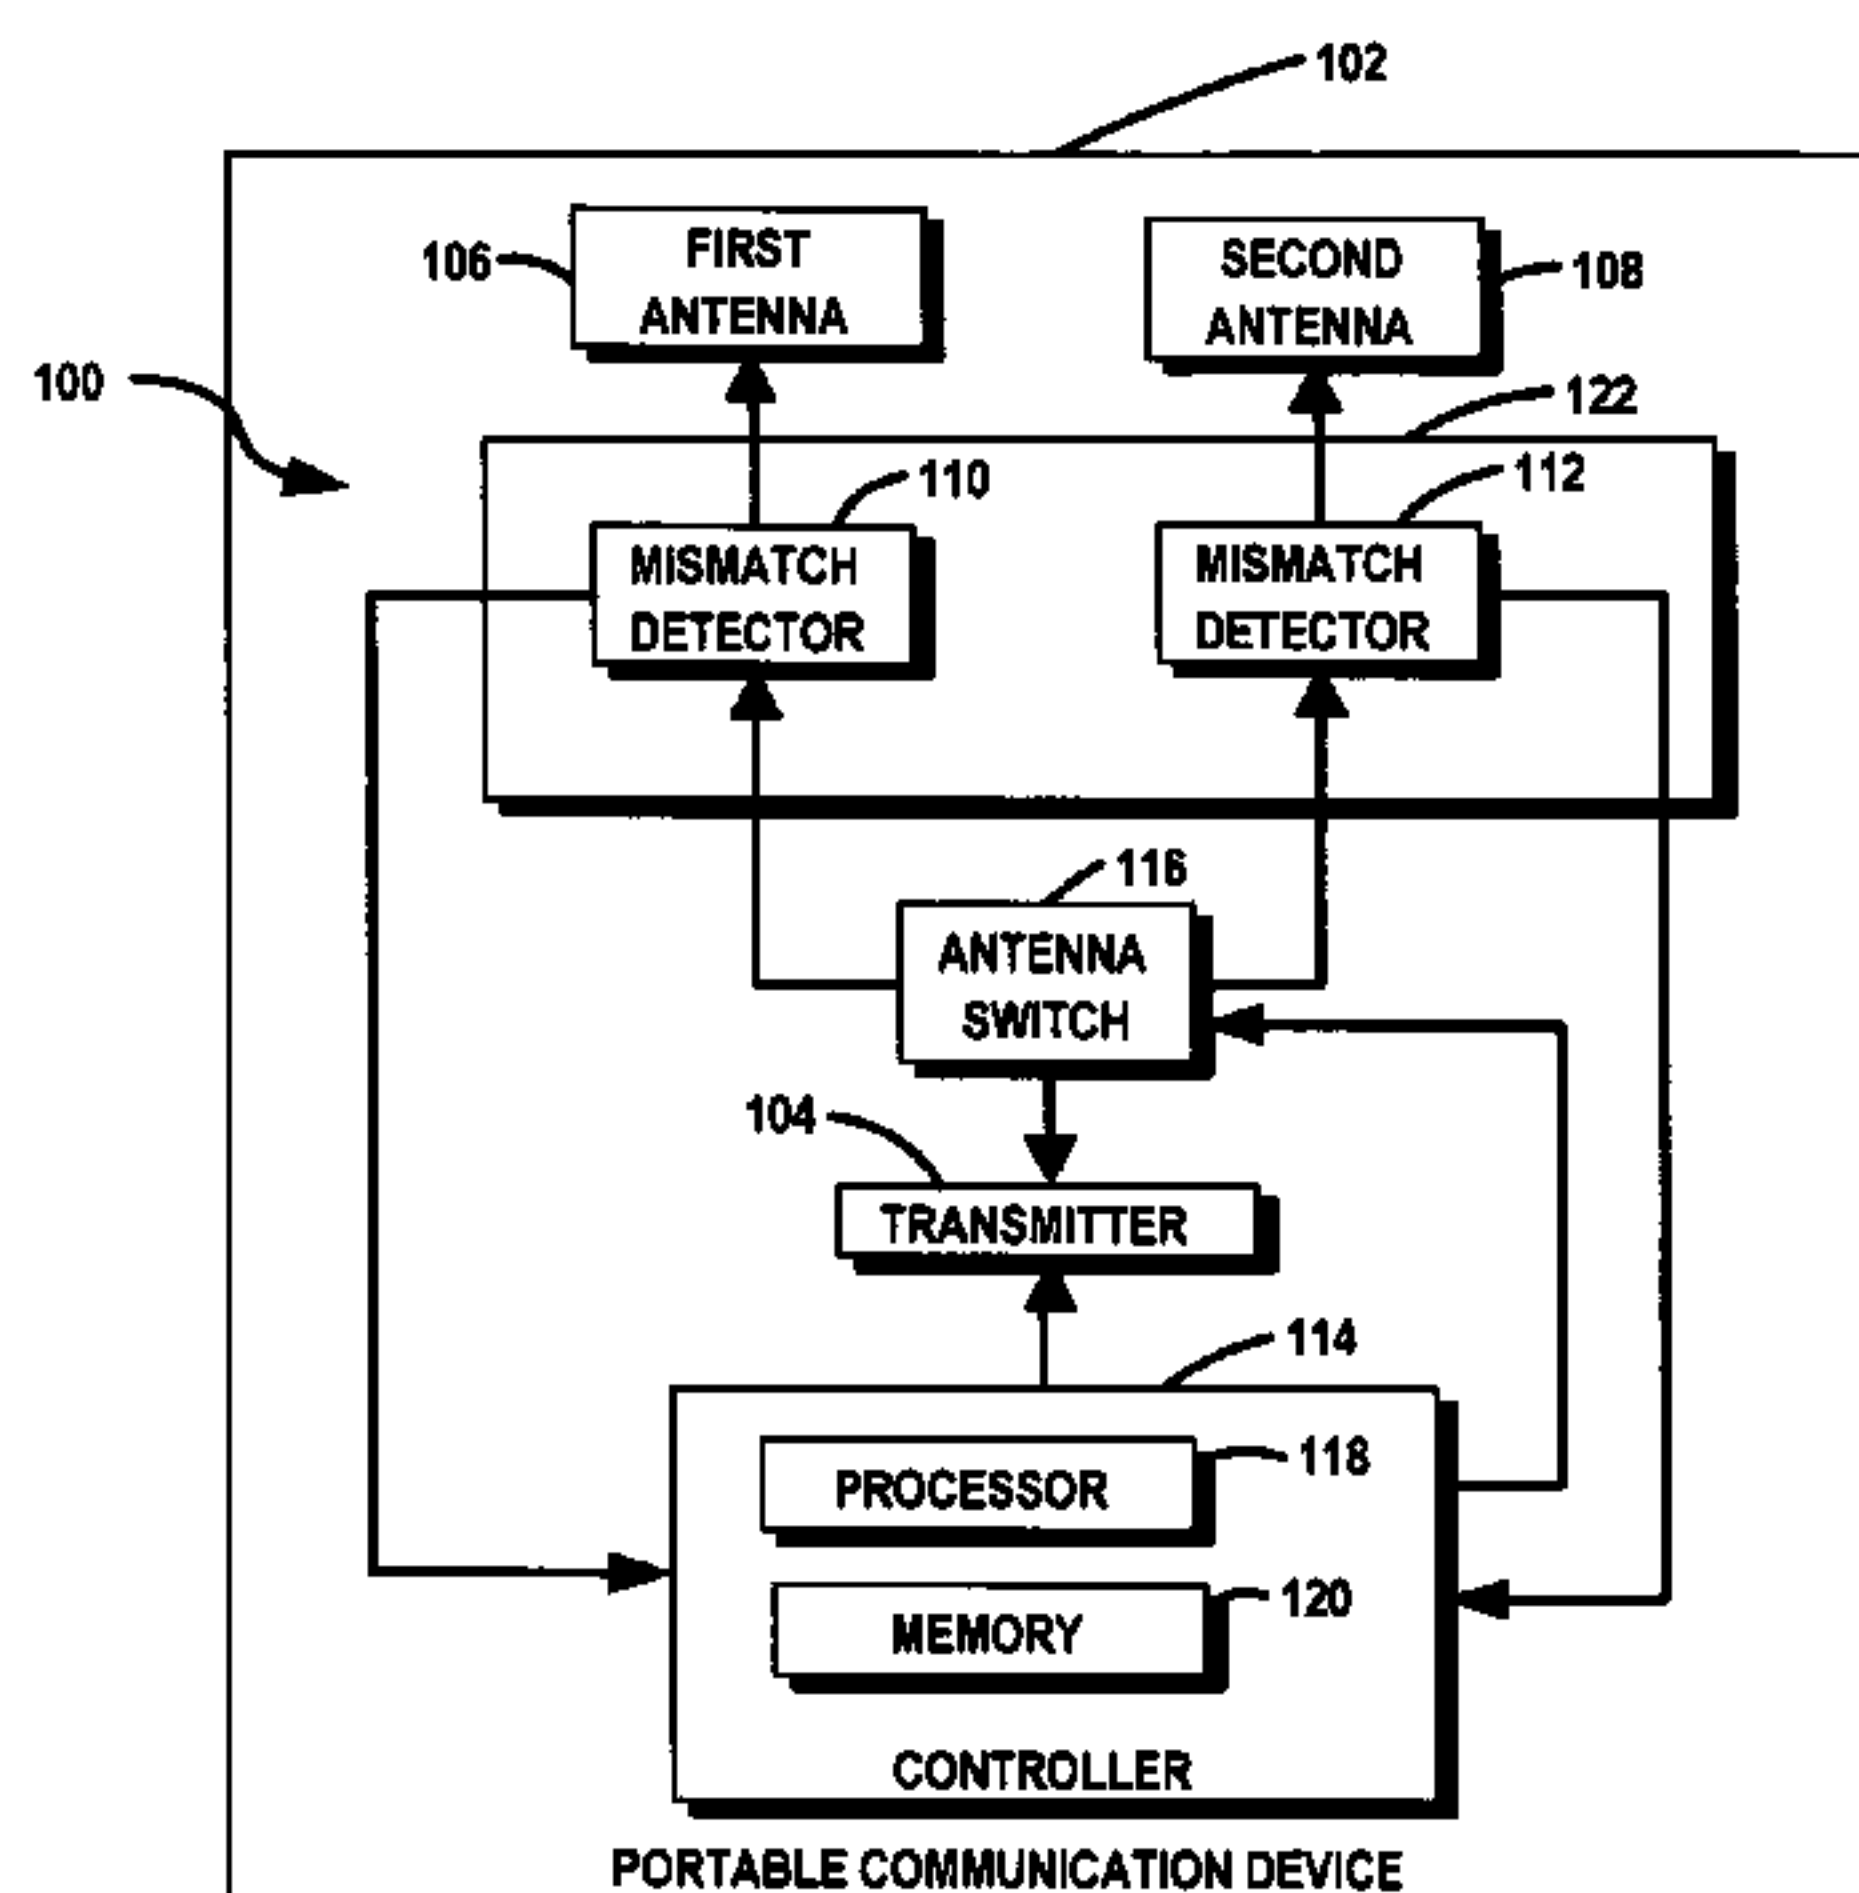 102
FIRST
ANTENNA
106
SECOND
ANTENNA
108
100
122
110
112
MISMATCH
DETECTOR
MISMATCH
DETECTOR
116
ANTENNA
SWITCH
104
TRANSMITTER
114
PROCESSOR
118
MEMORY
120
CONTROLLER
PORTABLE COMMUNICATION DEVICE